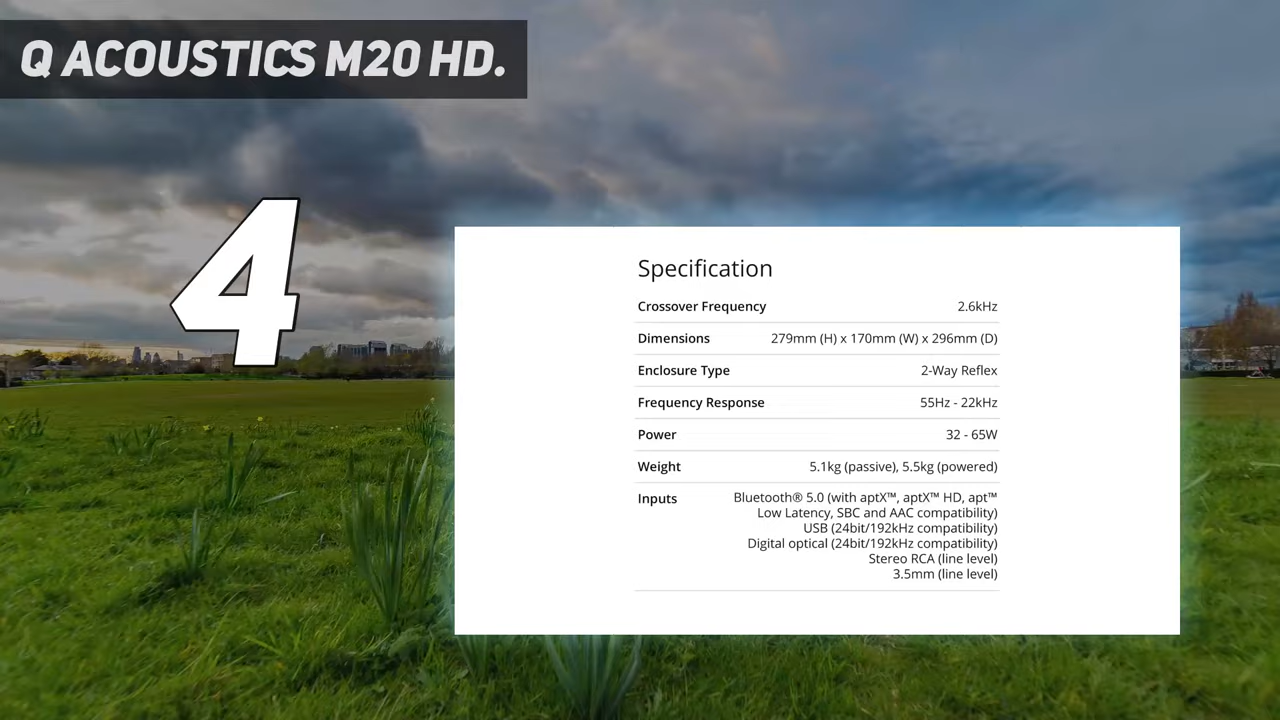 Q ACOUSTICS M20 HD.
4
Specification
Crossover Frequency 2.6kHz
Dimensions 279mm (H) x 170mm (W) x 296mm (D)
Enclosure Type 2-Way Reflex
Frequency Response 55Hz - 22kHz
Power 32 - 65W
Weight 5.1kg (passive), 5.5kg (powered)
Inputs Bluetooth® 5.0 (with aptX™, aptX™ HD, apt™
Low Latency, SBC and AAC compatibility)
USB (24bit/192kHz compatibility)
Digital optical (24bit/192kHz compatibility)
Stereo RCA (line level)
3.5mm (line level)